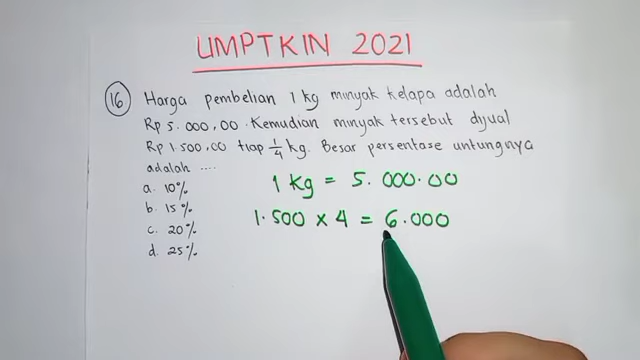 UMPTKIN 2021
16 Harga pembelian 1 kg minyak kelapa adalah
Rp 5.000,00. Kemudian minyak tersebut dijual
Rp 1.500,00 tiap 1/4 kg. Besar persentase untungnya
adalah ....
a. 10%
b. 15%
c. 20%
d. 25%
1 kg = 5.000.00
1.500 x 4 = 6.000